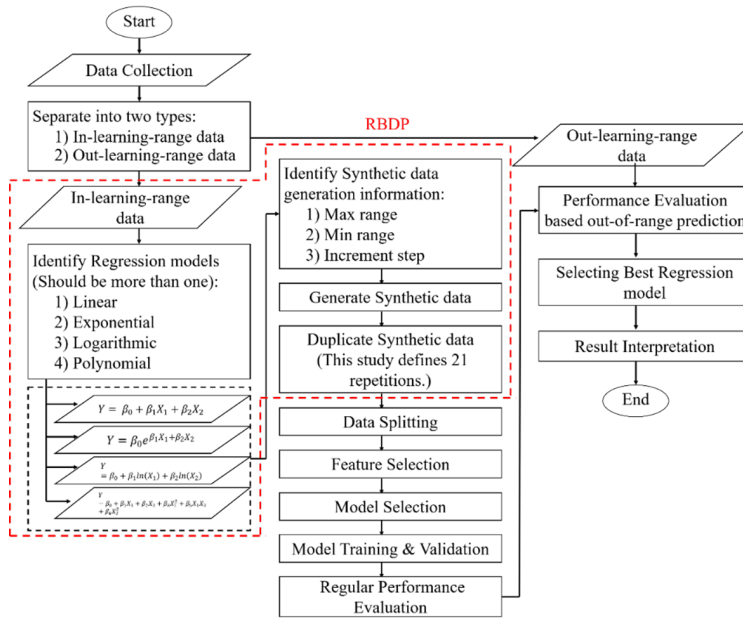 Start
Data Collection
Separate into two types:
1) In-learning-range data
2) Out-learning-range data
RBDP
In-learning-range
data
Identify Regression models
(Should be more than one):
1) Linear
2) Exponential
3) Logarithmic
4) Polynomial
Y = β₀ + β₁X₁ + β₂X₂
Y = β₀e^{β₁X₁+β₂X₂}
Y
= β₀ + β₁ln(X₁) + β₂ln(X₂)
Y
Identify Synthetic data
generation information:
1) Max range
2) Min range
3) Increment step
Generate Synthetic data
Duplicate Synthetic data
(This study defines 21
repetitions.)
Data Splitting
Feature Selection
Model Selection
Model Training & Validation
Regular Performance
Evaluation
Out-learning-range
data
Performance Evaluation
based out-of-range prediction
Selecting Best Regression
model
Result Interpretation
End